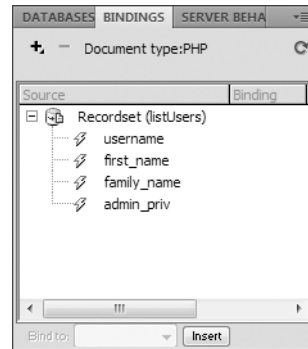 DATABASES BINDINGS SERVER BEHA
Document type:PHP
Source Binding
Recordset (listUsers)
username
first_name
family_name
admin_priv
Bind to: Insert